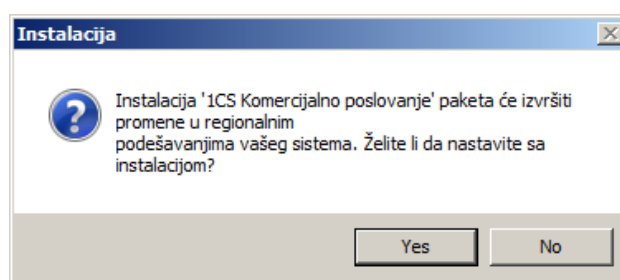 Instalacija
Instalacija '1CS Komercijalno poslovanje' paketa će izvršiti
promene u regionalnim
podešavanjima vašeg sistema. Želite li da nastavite sa
instalacijom?
Yes No